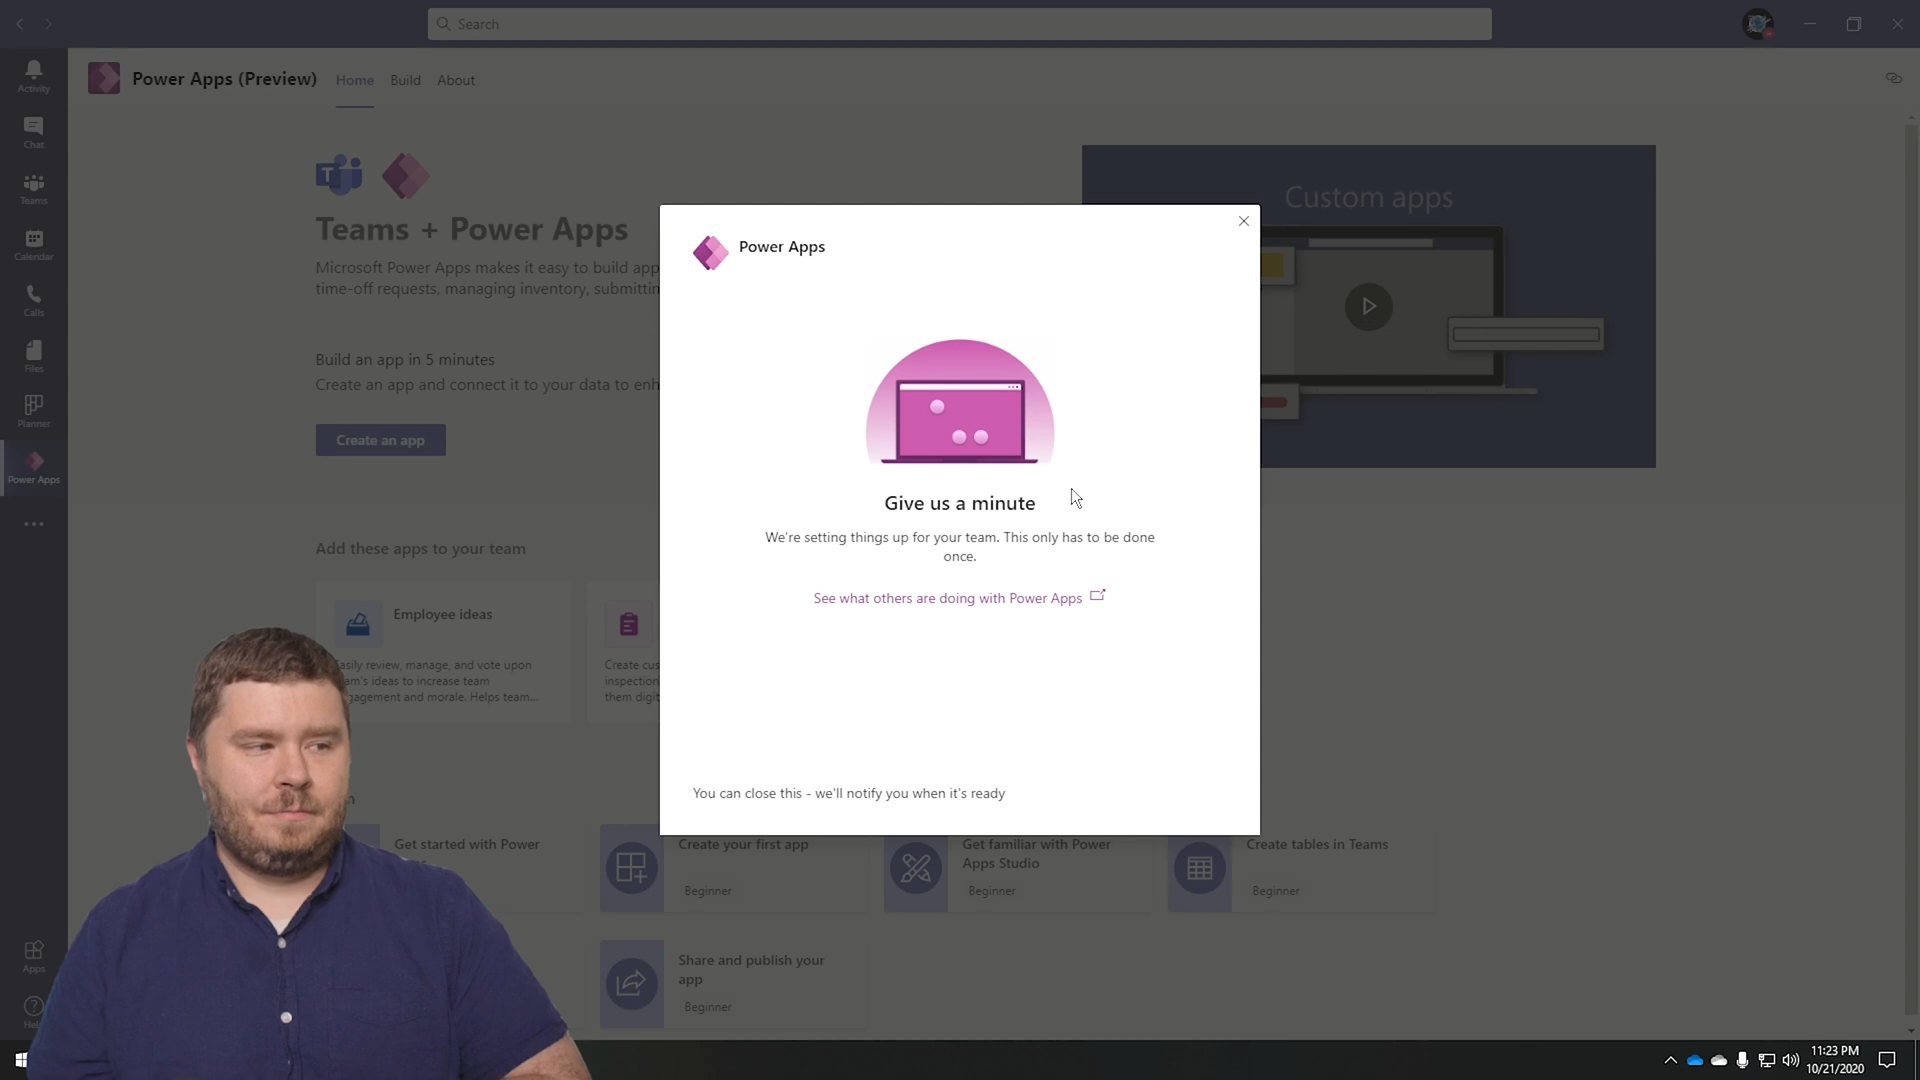 Search
Activity
Chat
Teams
Calendar
Calls
Files
Planner
Power Apps
Apps
Power Apps (Preview)
Home
Build
About
T
Teams + Power Apps
Microsoft Power Apps makes it easy to build app
time-off requests, managing inventory, submittin
Build an app in 5 minutes
Create an app and connect it to your data to enh
Create an app
Custom apps
Add these apps to your team
Employee ideas
Easily review, manage, and vote upon
am's ideas to increase team
gagement and morale. Helps team...
Create cus
inspection
them digit
Power Apps
Give us a minute
We're setting things up for your team. This only has to be done
once.
See what others are doing with Power Apps
You can close this - we'll notify you when it's ready
Get started with Power
Create your first app
Beginner
Get familiar with Power
Apps Studio
Beginner
Create tables in Teams
Beginner
Share and publish your
app
Beginner
11:23 PM
10/21/2020